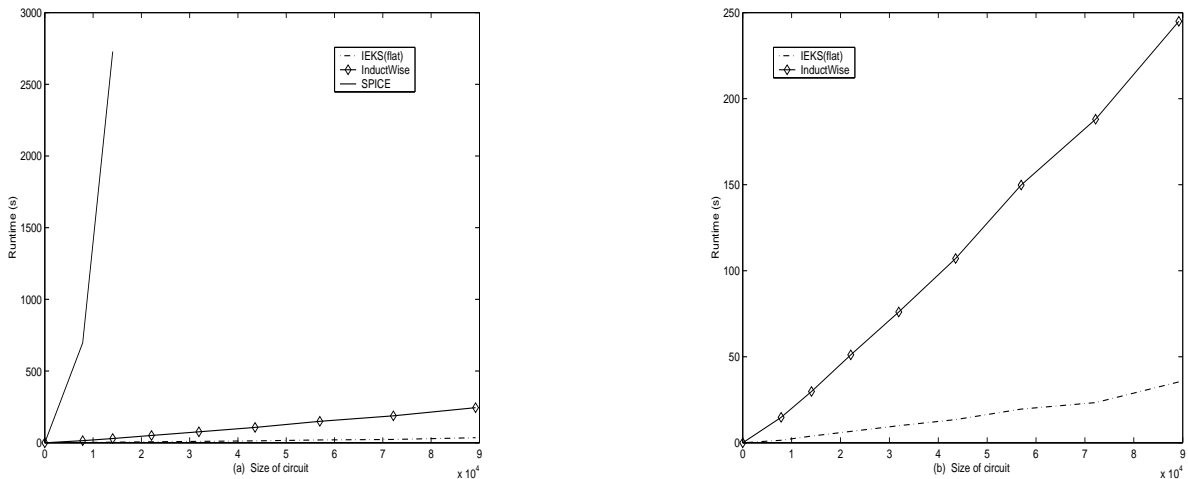 3000
2500
2000
1500
1000
500
0
Runtime (s)
IEKS(flat)
InductWise
SPICE
0 1 2 3 4 5 6 7 8 9
x 10^4
(a) Size of circuit
250
200
150
100
50
0
Runtime (s)
IEKS(flat)
InductWise
0 1 2 3 4 5 6 7 8 9
x 10^4
(b) Size of circuit